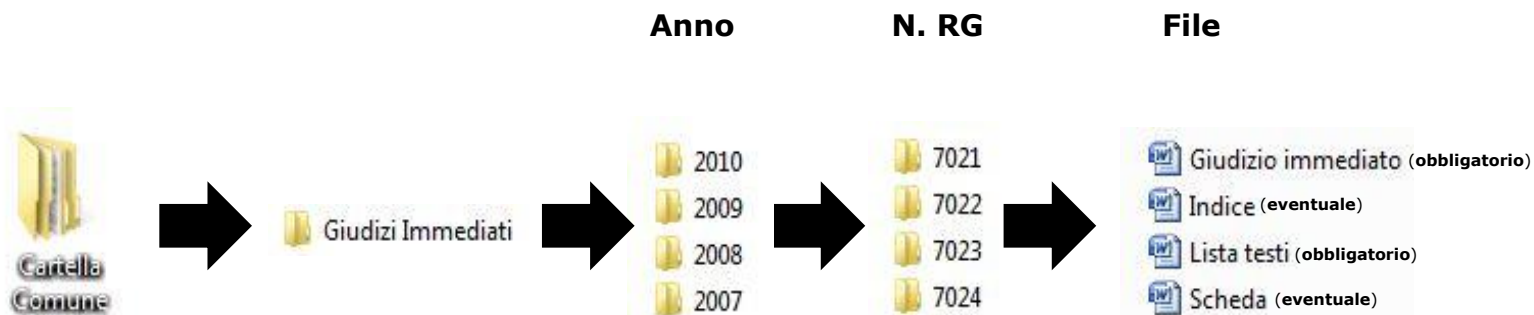 Anno N. RG File
Cartella
Comune
Giudizi Immediati
2010
2009
2008
2007
7021
7022
7023
7024
Giudizio immediato (obbligatorio)
Indice (eventuale)
Lista testi (obbligatorio)
Scheda (eventuale)